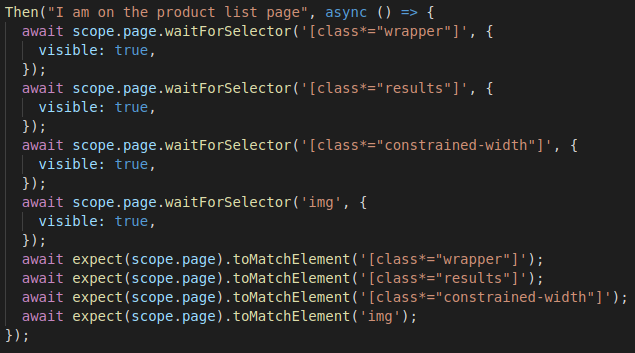 Then("I am on the product list page", async () => {
  await scope.page.waitForSelector('[class*="wrapper"]', {
    visible: true,
  });
  await scope.page.waitForSelector('[class*="results"]', {
    visible: true,
  });
  await scope.page.waitForSelector('[class*="constrained-width"]', {
    visible: true,
  });
  await scope.page.waitForSelector('img', {
    visible: true,
  });
  await expect(scope.page).toMatchElement('[class*="wrapper"]');
  await expect(scope.page).toMatchElement('[class*="results"]');
  await expect(scope.page).toMatchElement('[class*="constrained-width"]');
  await expect(scope.page).toMatchElement('img');
});